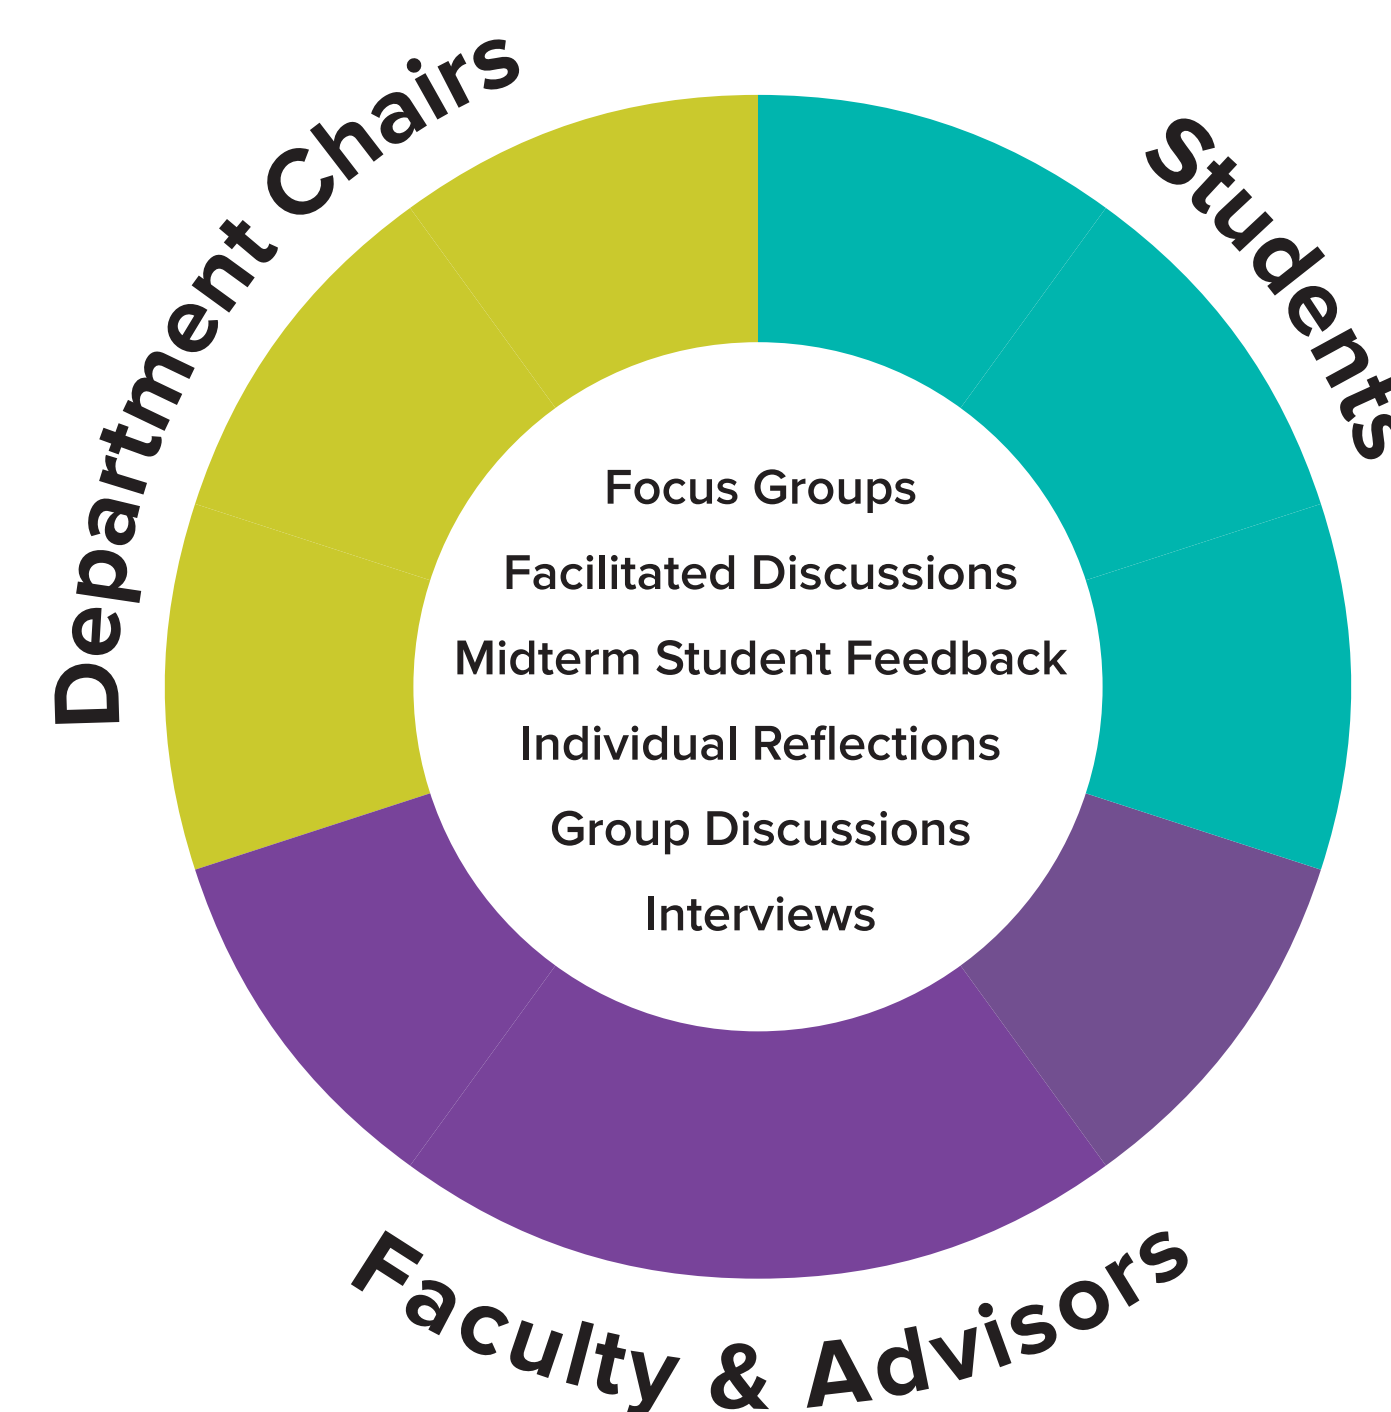 Department Chairs
Students
Focus Groups
Facilitated Discussions
Midterm Student Feedback
Individual Reflections
Group Discussions
Interviews
Faculty & Advisors